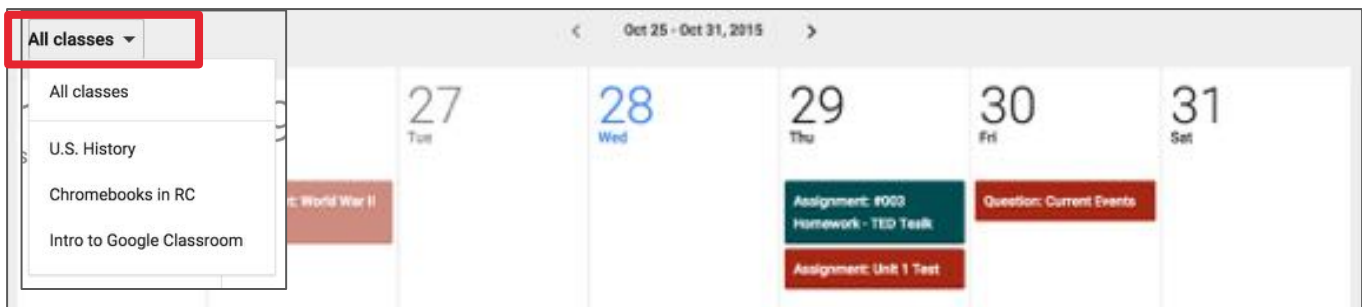 All classes
Oct 25 - Oct 31, 2015
All classes
U.S. History
Chromebooks in RC
Intro to Google Classroom
27
Tue
28
Wed
29
Thu
30
Fri
31
Sat
World War II
Assignment: #003
Homework - TED Tealk
Assignment: Unit 1 Test
Question: Current Events